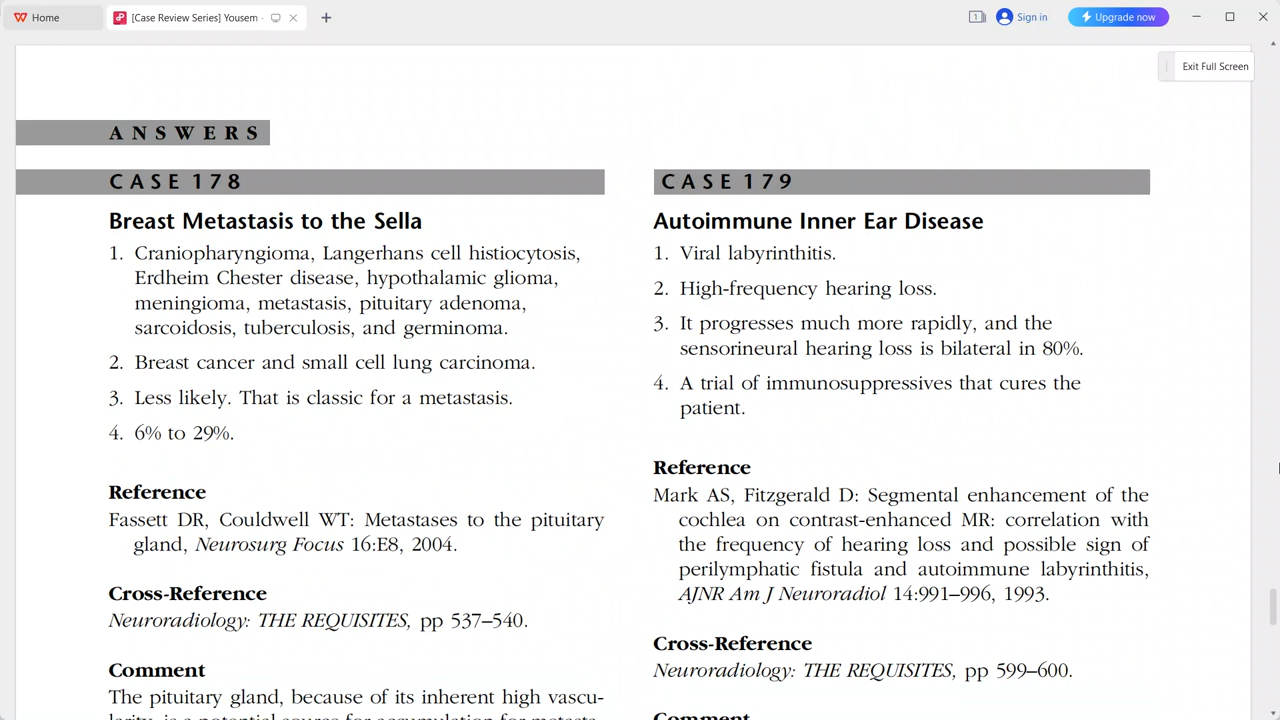 Home
[Case Review Series] Yousem -
1
Sign in
Upgrade now
Exit Full Screen
ANSWERS
CASE 178
Breast Metastasis to the Sella
1. Craniopharyngioma, Langerhans cell histiocytosis,
Erdheim Chester disease, hypothalamic glioma,
meningioma, metastasis, pituitary adenoma,
sarcoidosis, tuberculosis, and germinoma.
2. Breast cancer and small cell lung carcinoma.
3. Less likely. That is classic for a metastasis.
4. 6% to 29%.
Reference
Fassett DR, Couldwell WT: Metastases to the pituitary
gland, Neurosurg Focus 16:E8, 2004.
Cross-Reference
Neuroradiology: THE REQUISITES, pp 537–540.
Comment
The pituitary gland, because of its inherent high vascu-
CASE 179
Autoimmune Inner Ear Disease
1. Viral labyrinthitis.
2. High-frequency hearing loss.
3. It progresses much more rapidly, and the
sensorineural hearing loss is bilateral in 80%.
4. A trial of immunosuppressives that cures the
patient.
Reference
Mark AS, Fitzgerald D: Segmental enhancement of the
cochlea on contrast-enhanced MR: correlation with
the frequency of hearing loss and possible sign of
perilymphatic fistula and autoimmune labyrinthitis,
AJNR Am J Neuroradiol 14:991–996, 1993.
Cross-Reference
Neuroradiology: THE REQUISITES, pp 599–600.
Comment